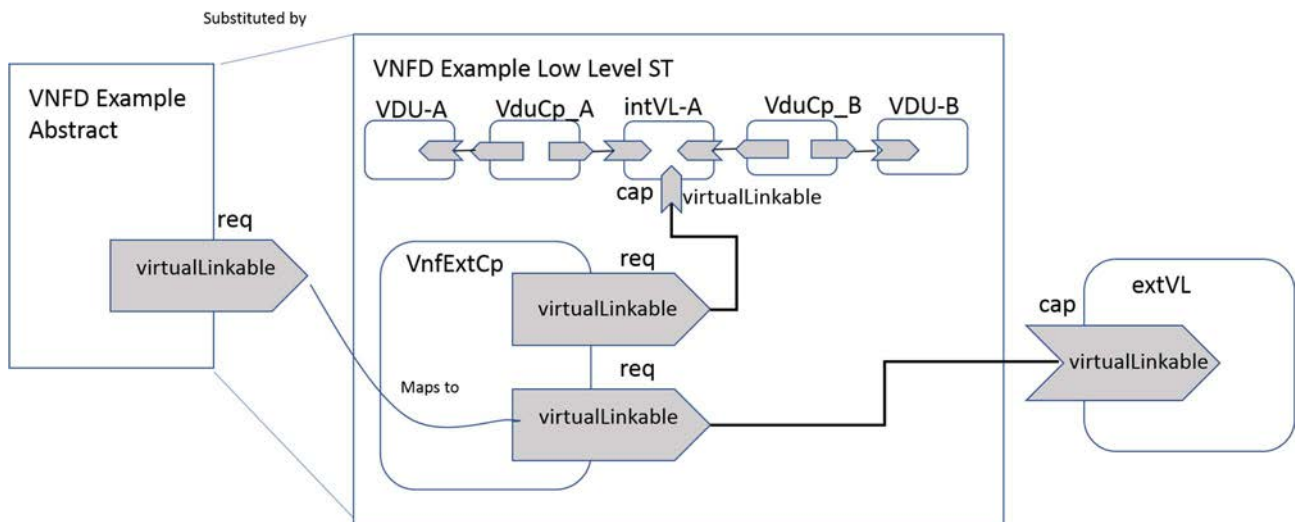 Substituted by
VNFD Example
Abstract
req
virtualLinkable
VNFD Example Low Level ST
VDU-A
VduCp_A
intVL-A
VduCp_B
VDU-B
cap
virtualLinkable
VnfExtCp
req
virtualLinkable
req
Maps to
virtualLinkable
extVL
cap
virtualLinkable